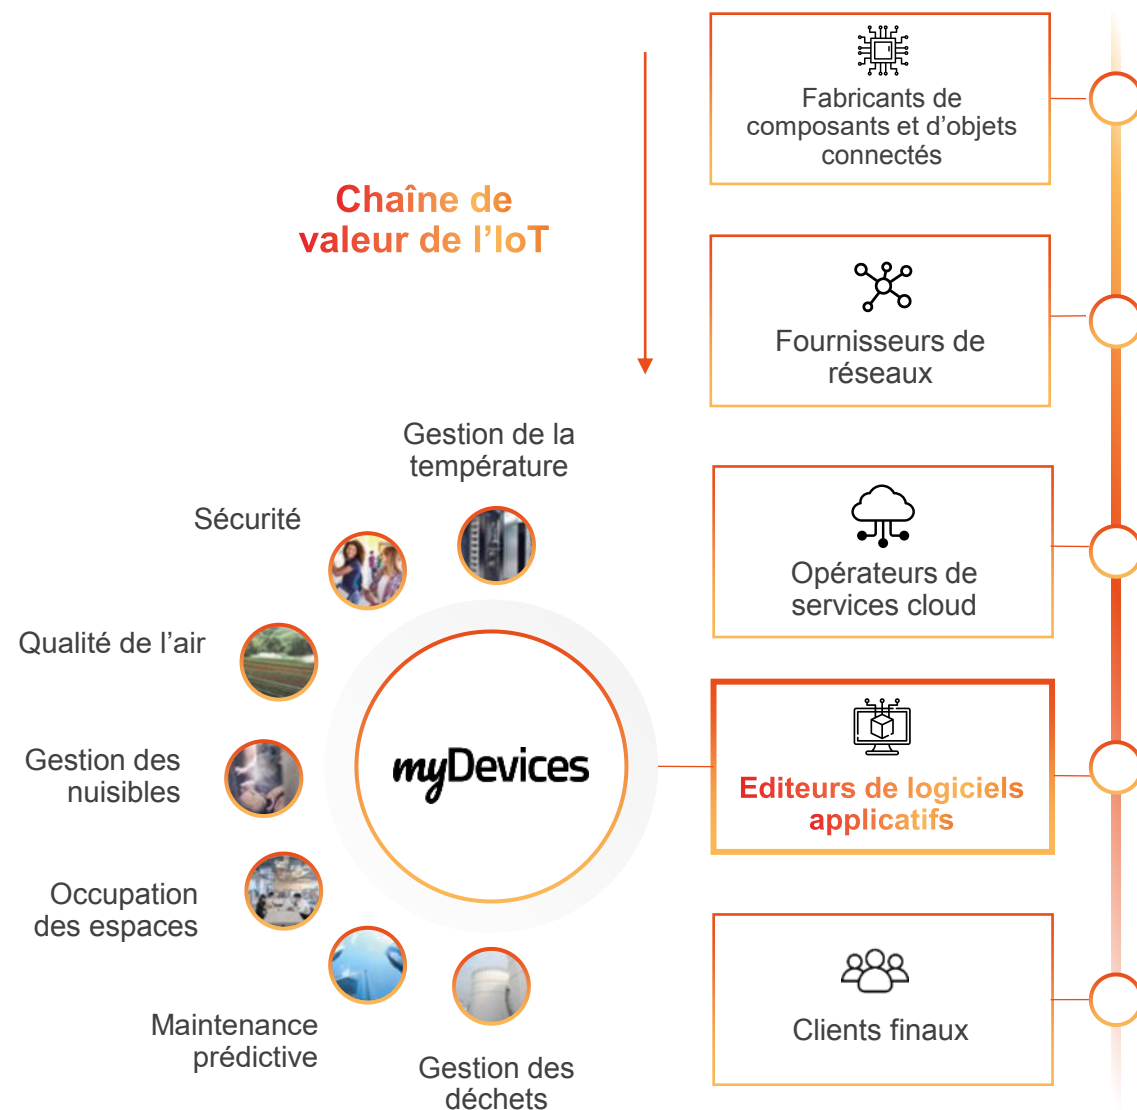 Fabricants de
composants et d’objets
connectés
Chaîne de
valeur de l’IoT
Fournisseurs de
réseaux
Gestion de la
température
Sécurité
Opérateurs de
services cloud
Qualité de l’air
Gestion des
nuisibles
myDevices
Editeurs de logiciels
applicatifs
Occupation
des espaces
Maintenance
prédictive
Gestion des
déchets
Clients finaux